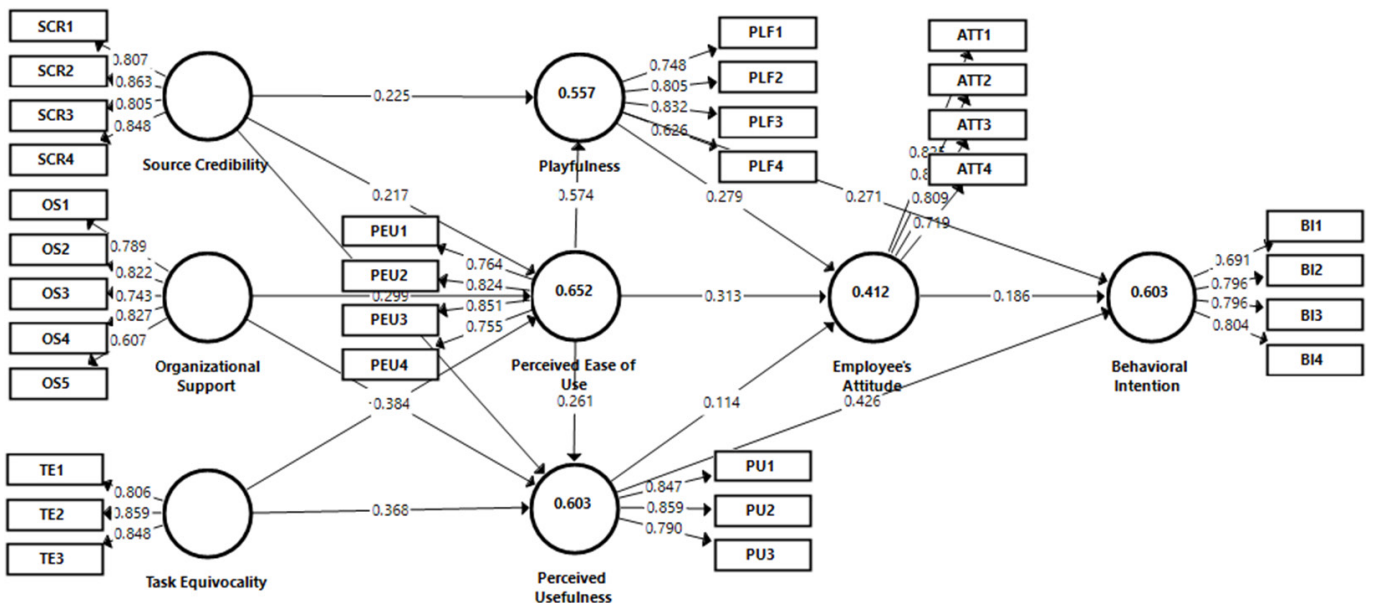 SCR1
SCR2
SCR3
SCR4
0.807
0.863
0.805
0.848
Source Credibility
OS1
OS2
OS3
OS4
OS5
0.789
0.822
0.743
0.827
0.607
Organizational
Support
TE1
TE2
TE3
0.806
0.859
0.848
Task Equivocality
0.225
0.217
0.299
0.384
0.368
PEU1
PEU2
PEU3
PEU4
0.764
0.824
0.851
0.755
0.652
Perceived Ease of
Use
0.574
0.261
0.557
Playfulness
PLF1
PLF2
PLF3
PLF4
0.748
0.805
0.832
0.626
0.603
Perceived
Usefulness
PU1
PU2
PU3
0.847
0.859
0.790
0.279
0.313
0.114
0.271
0.426
ATT1
ATT2
ATT3
ATT4
0.809
0.719
0.412
Employee's
Attitude
0.186
0.603
Behavioral
Intention
BI1
BI2
BI3
BI4
0.691
0.796
0.796
0.804